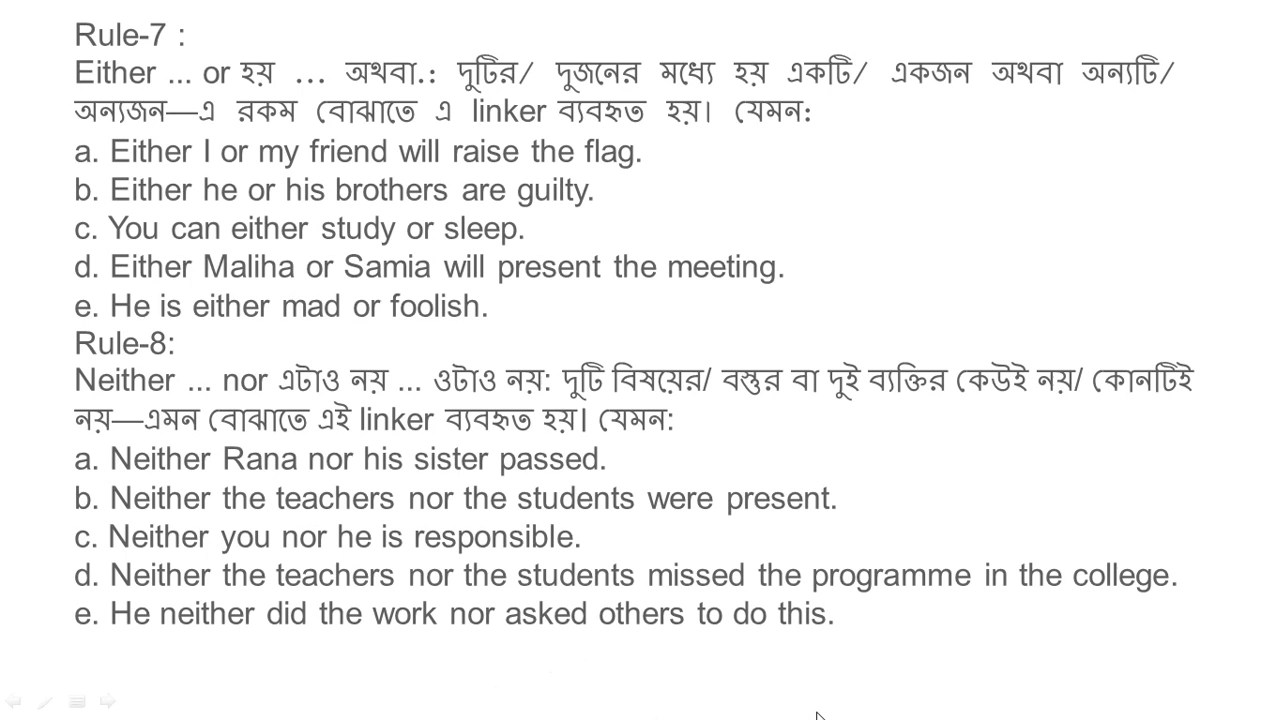 Rule-7 :
Either ... or হয় ... অথবা.: দুটির/ দুজনের মধ্যে হয় একটি/ একজন অথবা অন্যটি/
অন্যজন—এ রকম বোঝাতে এ linker ব্যবহৃত হয়। যেমন:
a. Either I or my friend will raise the flag.
b. Either he or his brothers are guilty.
c. You can either study or sleep.
d. Either Maliha or Samia will present the meeting.
e. He is either mad or foolish.
Rule-8:
Neither ... nor এটাও নয় ... ওটাও নয়: দুটি বিষয়ের/ বস্তুর বা দুই ব্যক্তির কেউই নয়/ কোনটিই
নয়—এমন বোঝাতে এই linker ব্যবহৃত হয়। যেমন:
a. Neither Rana nor his sister passed.
b. Neither the teachers nor the students were present.
c. Neither you nor he is responsible.
d. Neither the teachers nor the students missed the programme in the college.
e. He neither did the work nor asked others to do this.